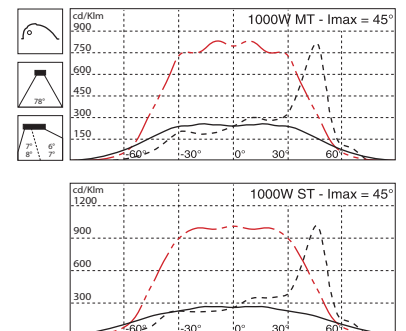 cd/Klm
1000W MT - Imax = 45°
900
750
600
450
300
150
-60° -30° 0° 30° 60°
78°
7° 6°
8° 7°
cd/Klm
1000W ST - Imax = 45°
1200
900
600
300
-60° -30° 0° 30° 60°